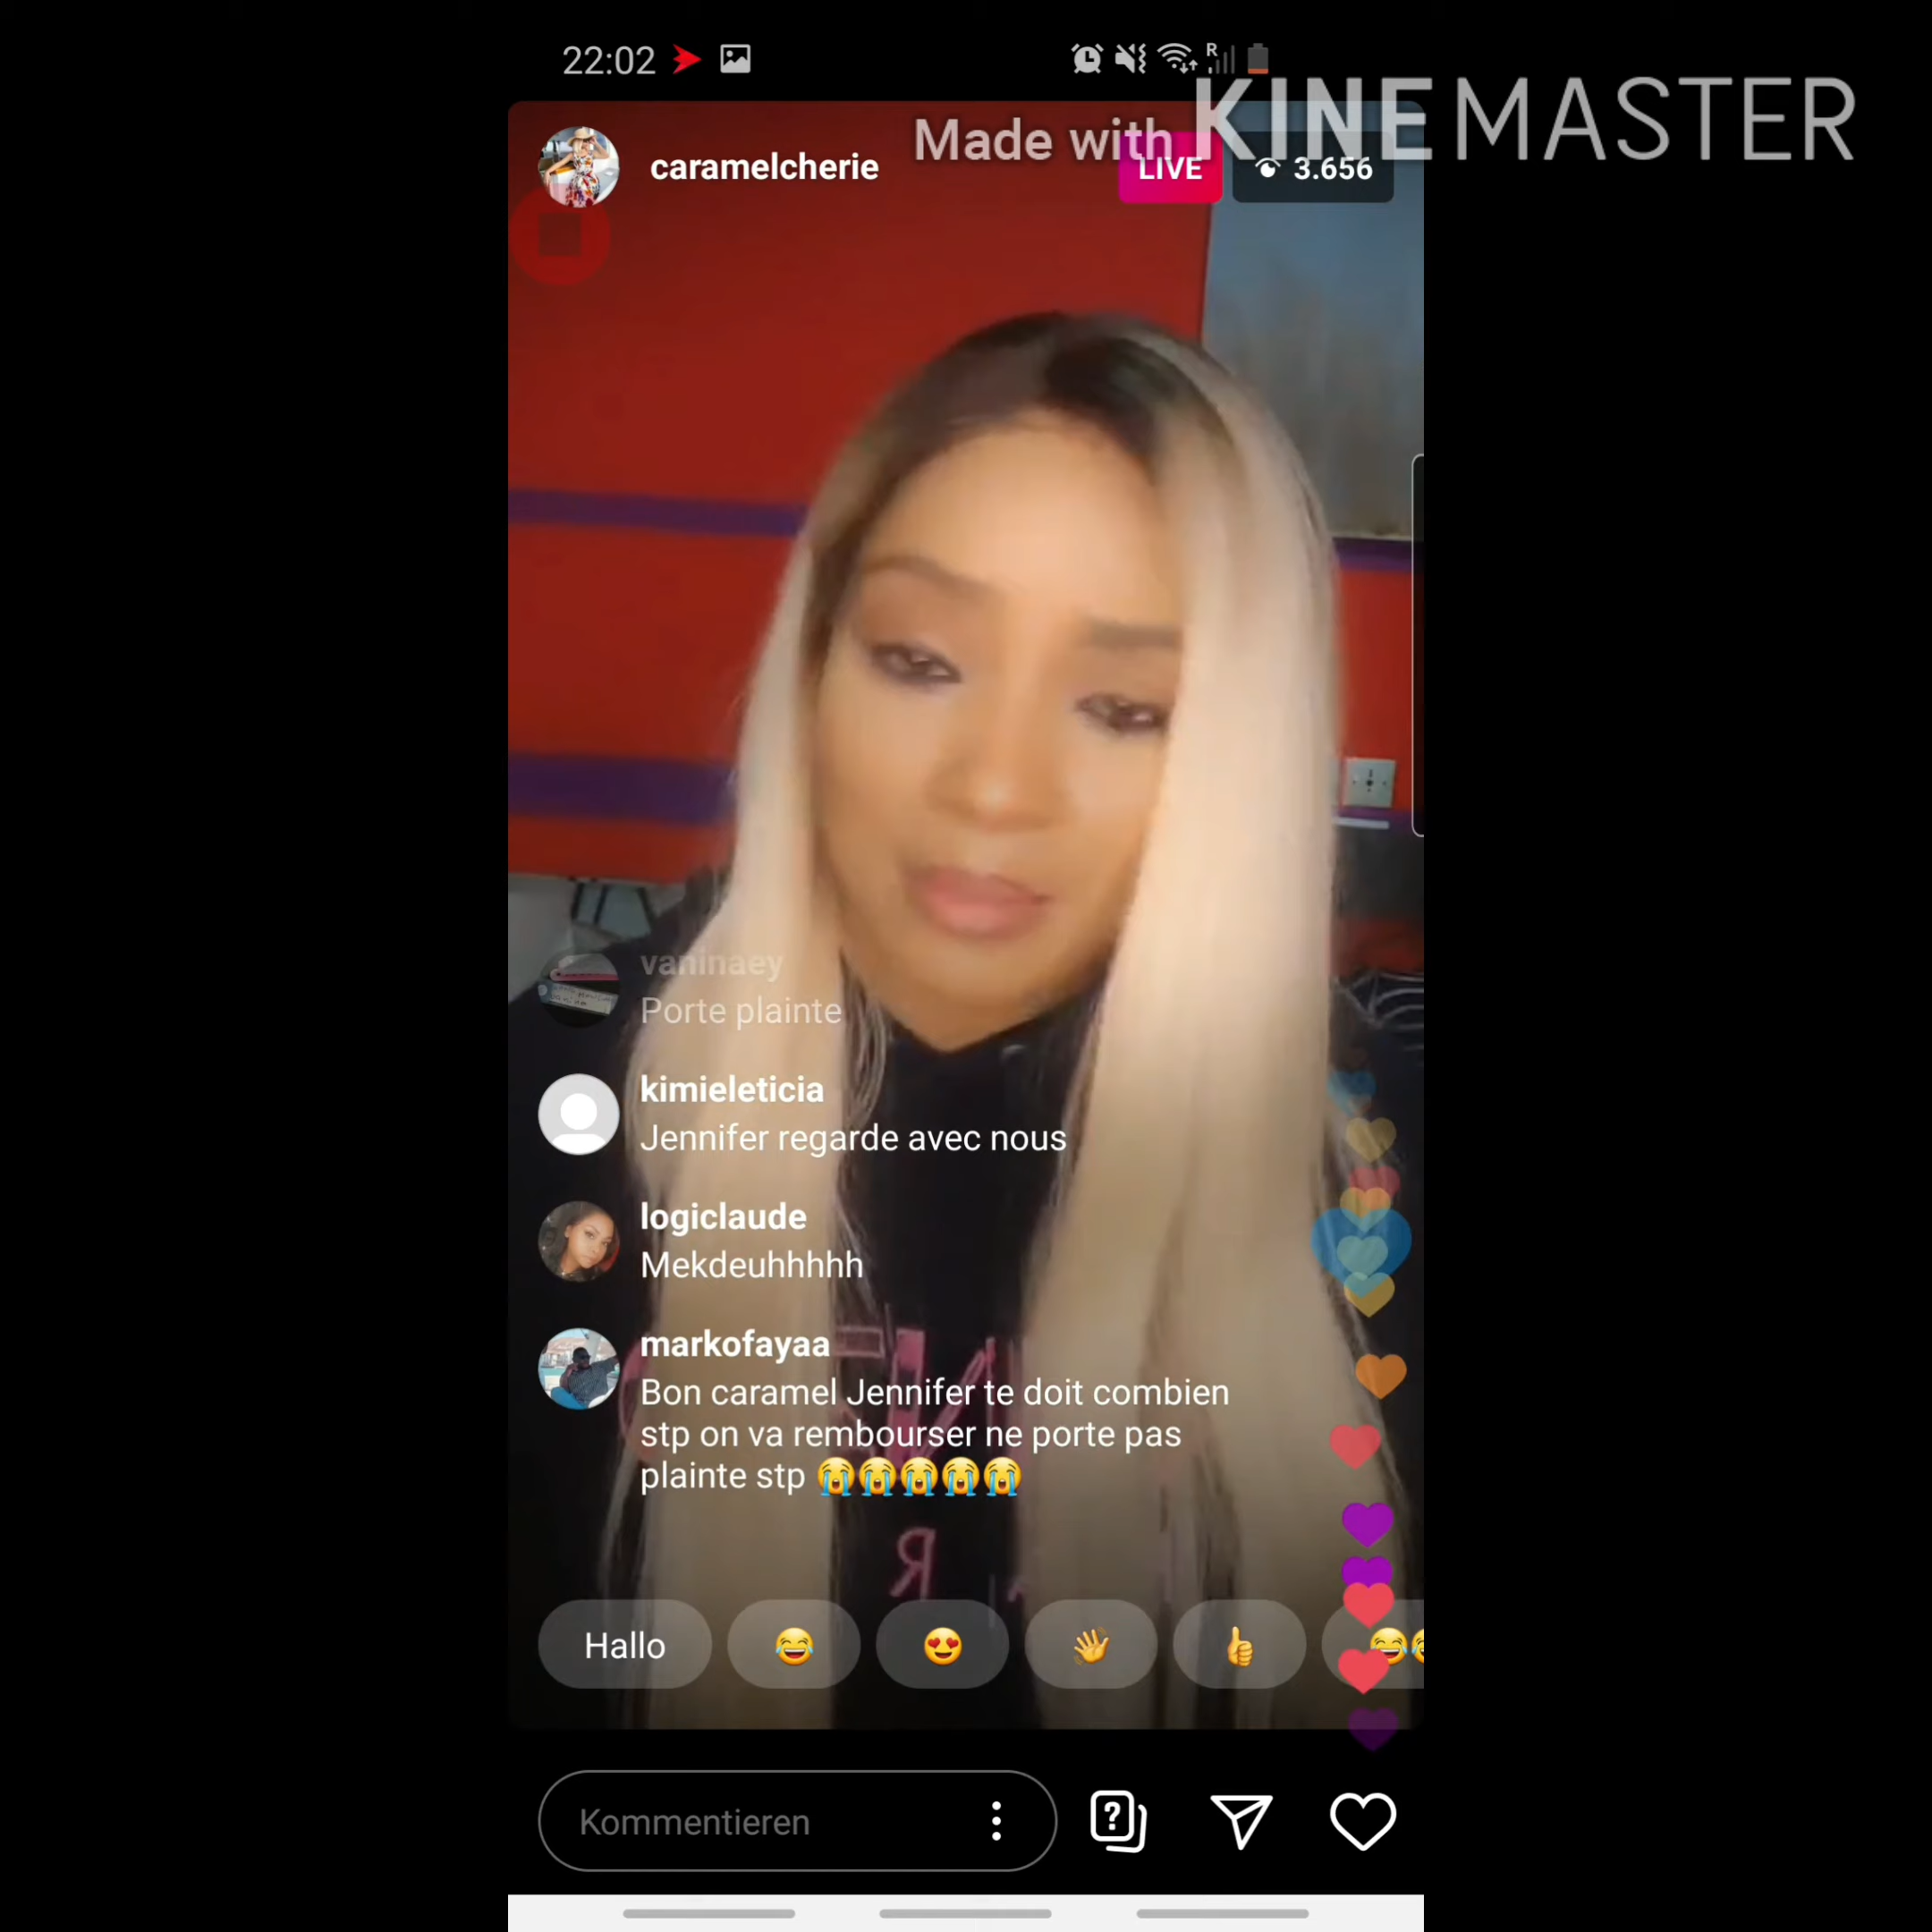 22:02
Made with KINEMASTER
caramelcherie
LIVE
3.656
vaninaey
Porte plainte
kimieleticia
Jennifer regarde avec nous
logiclaude
Mekdeuhhhhh
markofayaa
Bon caramel Jennifer te doit combien
stp on va rembourser ne porte pas
plainte stp 😭😭😭😭😭
Hallo
Kommentieren